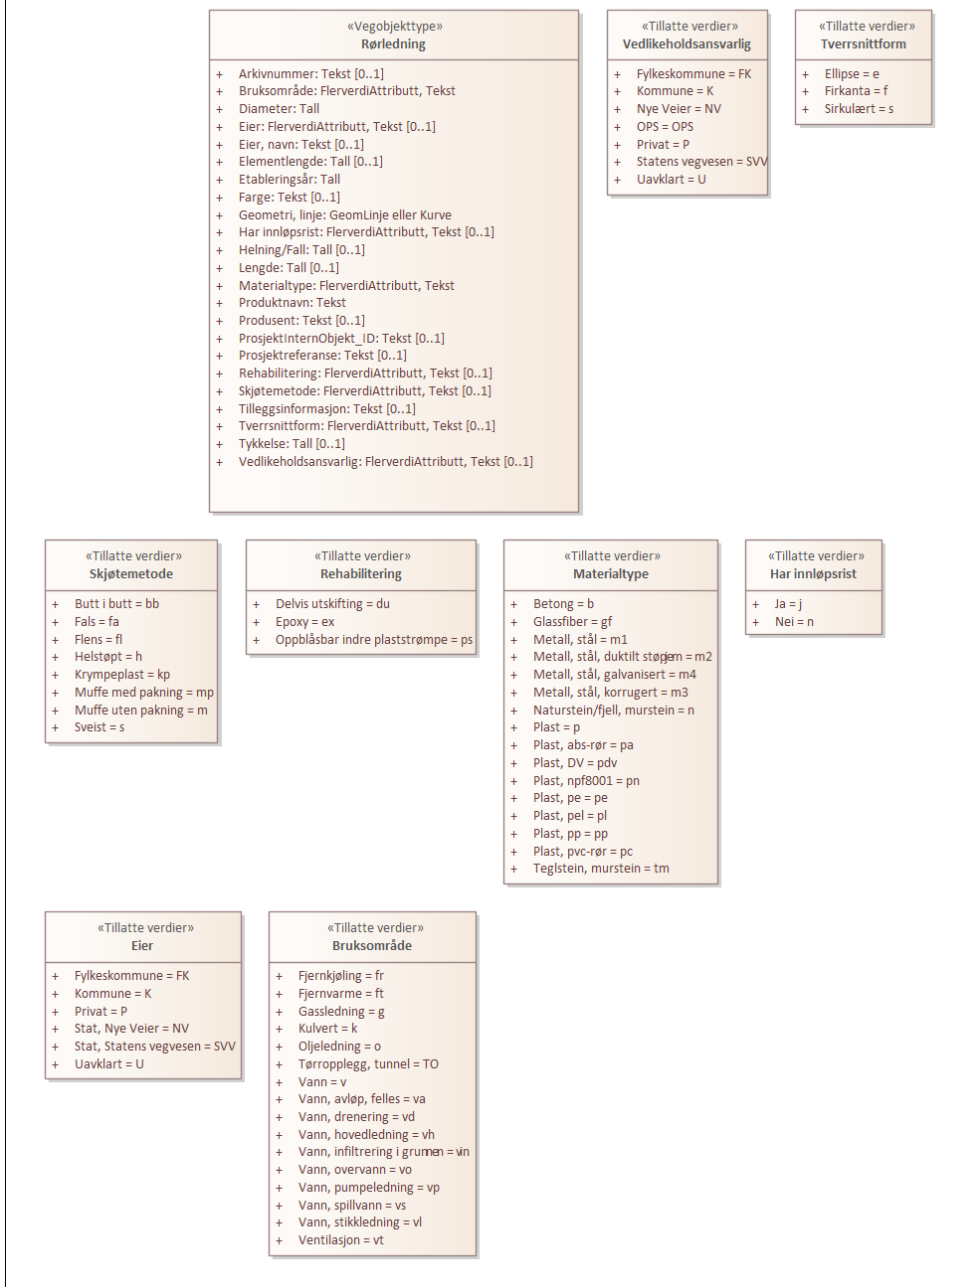 «Vegobjekttype»
Rørledning
+ Arkivnummer: Tekst [0..1]
+ Bruksområde: FlerverdiAttributt, Tekst
+ Diameter: Tall
+ Eier: FlerverdiAttributt, Tekst [0..1]
+ Eier, navn: Tekst [0..1]
+ Elementlengde: Tall [0..1]
+ Etableringsår: Tall
+ Farge: Tekst [0..1]
+ Geometri, linje: GeomLinje eller Kurve
+ Har innløpsrist: FlerverdiAttributt, Tekst [0..1]
+ Helning/Fall: Tall [0..1]
+ Lengde: Tall [0..1]
+ Materialtype: FlerverdiAttributt, Tekst
+ Produktnavn: Tekst
+ Produsent: Tekst [0..1]
+ ProsjektInternObjekt_ID: Tekst [0..1]
+ Prosjektreferanse: Tekst [0..1]
+ Rehabilitering: FlerverdiAttributt, Tekst [0..1]
+ Skjøtemetode: FlerverdiAttributt, Tekst [0..1]
+ Tilleggsinformasjon: Tekst [0..1]
+ Tverrsnittform: FlerverdiAttributt, Tekst [0..1]
+ Tykkelse: Tall [0..1]
+ Vedlikeholdsansvarlig: FlerverdiAttributt, Tekst [0..1]
«Tillatte verdier»
Vedlikeholdsansvarlig
+ Fylkeskommune = FK
+ Kommune = K
+ Nye Veier = NV
+ OPS = OPS
+ Privat = P
+ Statens vegvesen = SVV
+ Uavklart = U
«Tillatte verdier»
Tverrsnittform
+ Ellipse = e
+ Firkanta = f
+ Sirkulært = s
«Tillatte verdier»
Skjøtemetode
+ Butt i butt = bb
+ Fals = fa
+ Flens = fl
+ Helstøpt = h
+ Krympeplast = kp
+ Muffe med pakning = mp
+ Muffe uten pakning = m
+ Sveist = s
«Tillatte verdier»
Rehabilitering
+ Delvis utskifting = du
+ Epoxy = ex
+ Oppblåsbar indre plaststrømpe = ps
«Tillatte verdier»
Materialtype
+ Betong = b
+ Glassfiber = gf
+ Metall, stål = m1
+ Metall, stål, duktilt støpjern = m2
+ Metall, stål, galvanisert = m4
+ Metall, stål, korrugert = m3
+ Naturstein/fjell, murstein = n
+ Plast = p
+ Plast, abs-rør = pa
+ Plast, DV = pdv
+ Plast, npf8001 = pn
+ Plast, pe = pe
+ Plast, pel = pl
+ Plast, pp = pp
+ Plast, pvc-rør = pc
+ Teglstein, murstein = tm
«Tillatte verdier»
Har innløpsrist
+ Ja = j
+ Nei = n
«Tillatte verdier»
Eier
+ Fylkeskommune = FK
+ Kommune = K
+ Privat = P
+ Stat, Nye Veier = NV
+ Stat, Statens vegvesen = SVV
+ Uavklart = U
«Tillatte verdier»
Bruksområde
+ Fjernkjøling = fr
+ Fjernvarme = ft
+ Gassledning = g
+ Kulvert = k
+ Oljeledning = o
+ Tørropplegg, tunnel = TO
+ Vann = v
+ Vann, avløp, felles = va
+ Vann, drenering = vd
+ Vann, hovedledning = vh
+ Vann, infiltrering i grunnen = vin
+ Vann, overvann = vo
+ Vann, pumpeledning = vp
+ Vann, spillvann = vs
+ Vann, stikkledning = vl
+ Ventilasjon = vt